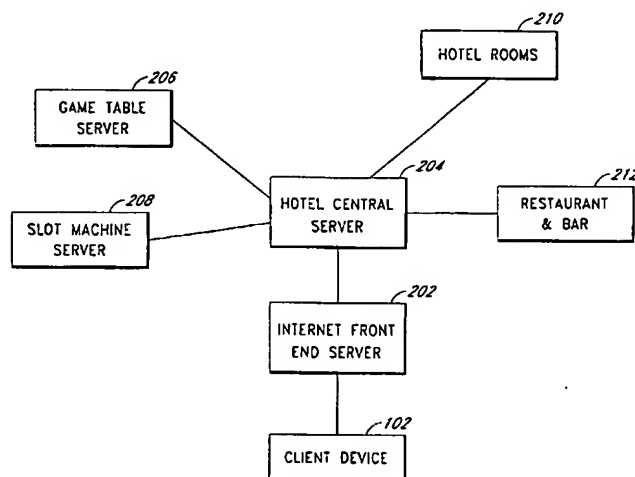 210
HOTEL ROOMS
206
GAME TABLE
SERVER
204
HOTEL CENTRAL
SERVER
212
RESTAURANT
& BAR
208
SLOT MACHINE
SERVER
202
INTERNET FRONT
END SERVER
102
CLIENT DEVICE